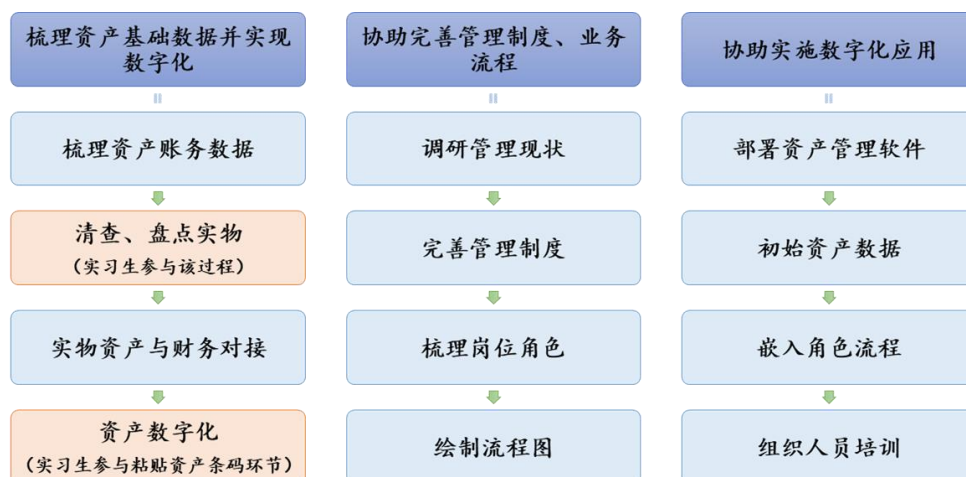 梳理资产基础数据并实现
数字化
梳理资产账务数据
清查、盘点实物
（实习生参与该过程）
实物资产与财务对接
资产数字化
（实习生参与粘贴资产条码环节）
协助完善管理制度、业务
流程
调研管理现状
完善管理制度
梳理岗位角色
绘制流程图
协助实施数字化应用
部署资产管理软件
初始资产数据
嵌入角色流程
组织人员培训